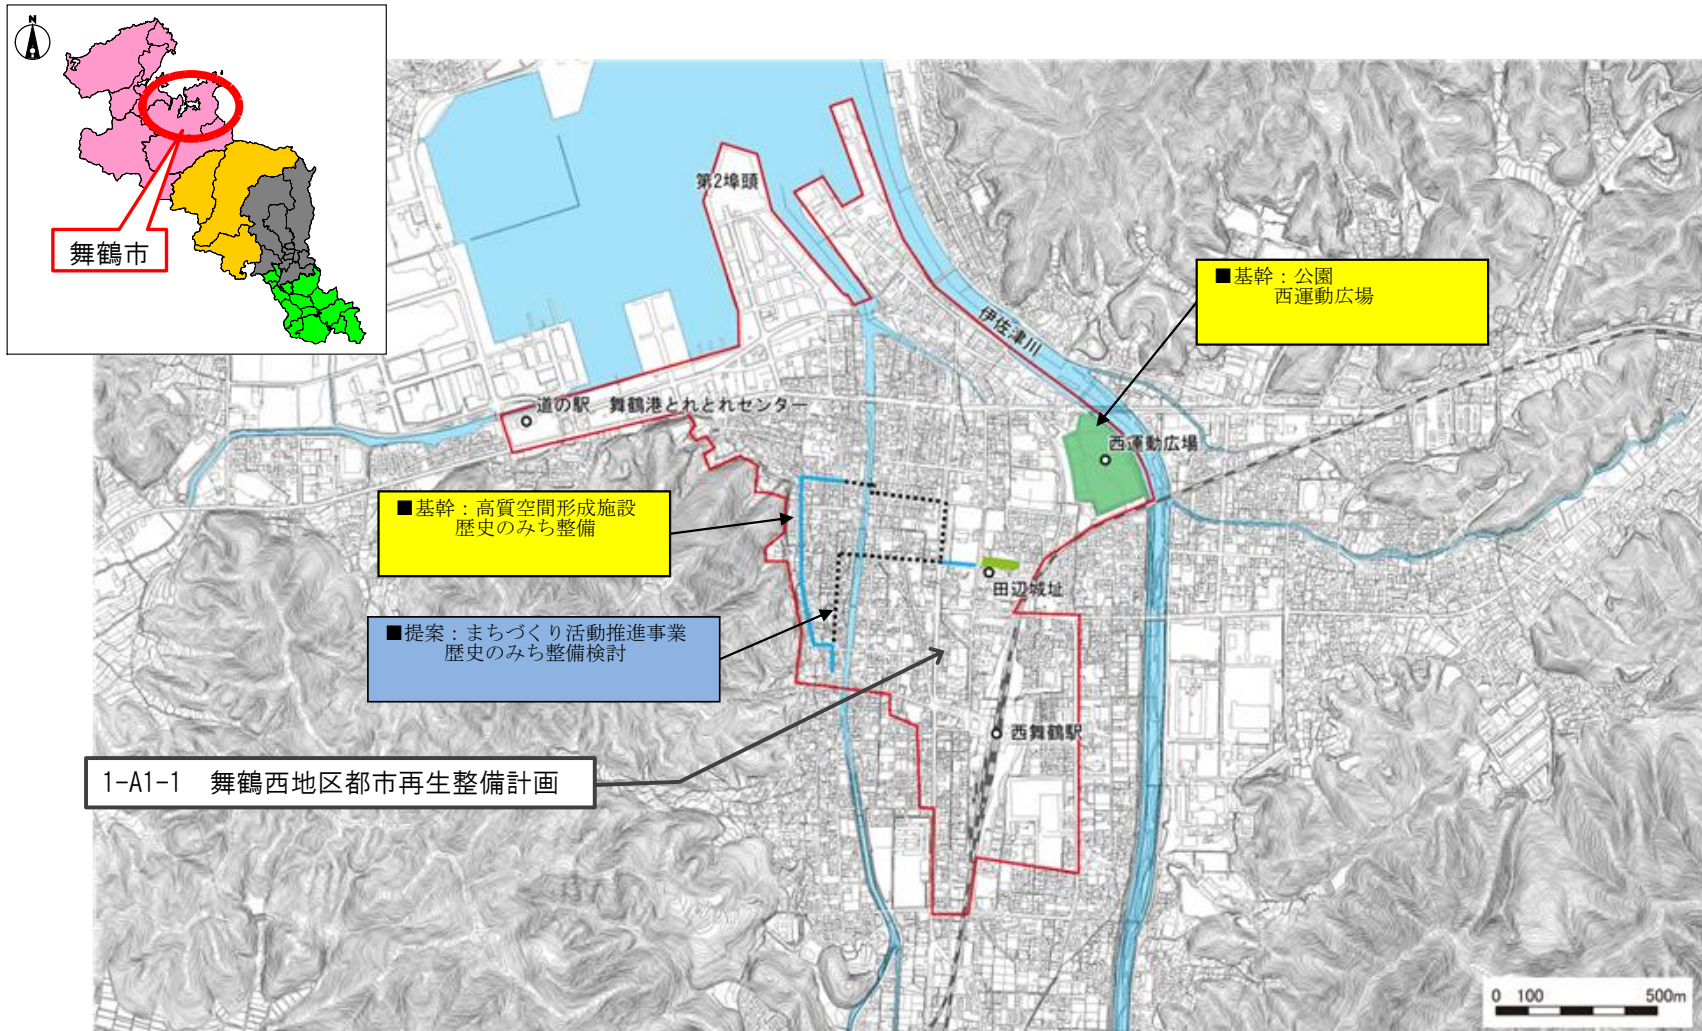 N
舞鶴市
第2埠頭
伊佐津川
■基幹：公園
西運動広場
道の駅　舞鶴港とれとれセンター
西運動広場
■基幹：高質空間形成施設
歴史のみち整備
田辺城址
■提案：まちづくり活動推進事業
歴史のみち整備検討
西舞鶴駅
1-A1-1　舞鶴西地区都市再生整備計画
0 100 500m